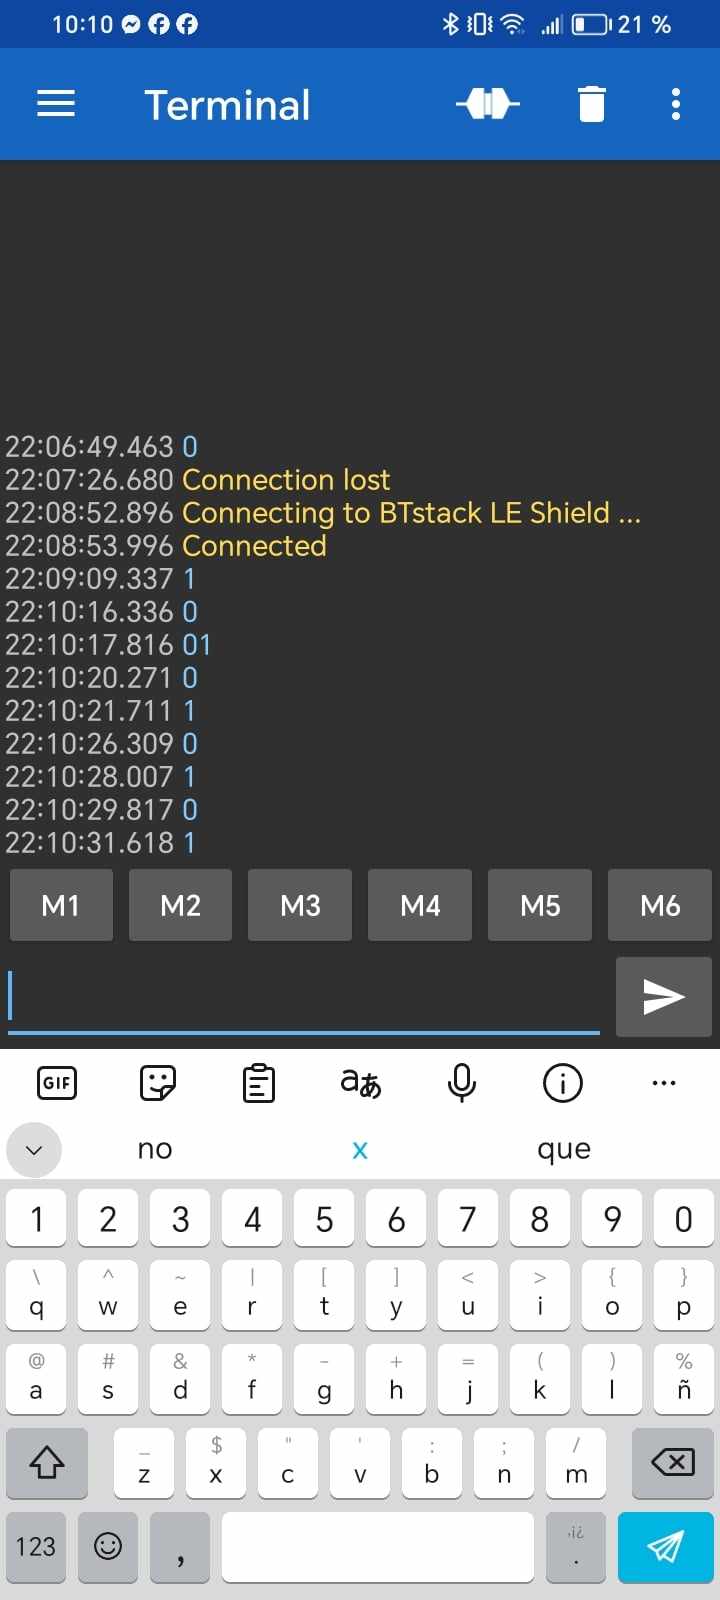 10:10 21 %
Terminal
22:06:49.463 0
22:07:26.680 Connection lost
22:08:52.896 Connecting to BTstack LE Shield ...
22:08:53.996 Connected
22:09:09.337 1
22:10:16.336 0
22:10:17.816 01
22:10:20.271 0
22:10:21.711 1
22:10:26.309 0
22:10:28.007 1
22:10:29.817 0
22:10:31.618 1
M1 M2 M3 M4 M5 M6
GIF aあ
no x que
1 2 3 4 5 6 7 8 9 0
\ ^ ~ | [ ] < > { }
q w e r t y u i o p
@ # & * - + = ( ) %
a s d f g h j k l ñ
_ $ " ' : ; /
z x c v b n m
,¡¿
123 , .